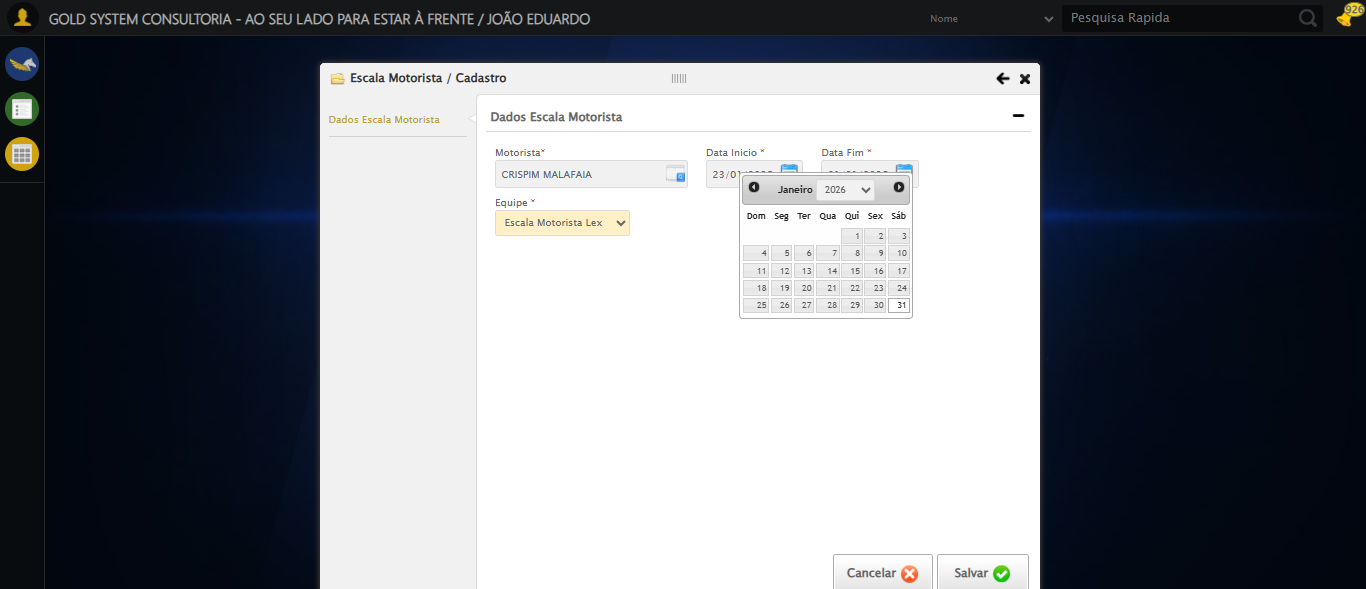 GOLD SYSTEM CONSULTORIA - AO SEU LADO PARA ESTAR À FRENTE / JOÃO EDUARDO
Nome
Pesquisa Rapida
926
Escala Motorista / Cadastro
Dados Escala Motorista
Dados Escala Motorista
Motorista*
Data Inicio *
Data Fim *
CRISPIM MALAFAIA
Equipe *
Escala Motorista Lex
Janeiro 2026
Dom Seg Ter Qua Qui Sex Sáb
1 2 3
4 5 6 7 8 9 10
11 12 13 14 15 16 17
18 19 20 21 22 23 24
25 26 27 28 29 30 31
Cancelar
Salvar